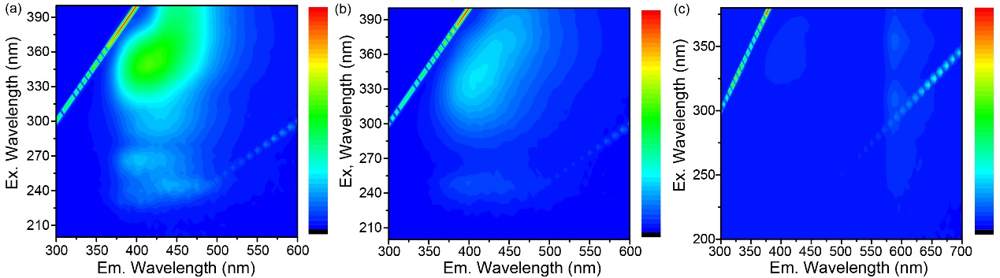 (a)
390
360
330
300
270
240
210
Ex. Wavelength (nm)
300 350 400 450 500 550 600
Em. Wavelength (nm)
(b)
390
360
330
300
270
240
210
Ex, Wavelength (nm)
300 350 400 450 500 550 600
Em. Wavelength (nm)
(c)
350
300
250
200
Ex. Wavelength (nm)
300 350 400 450 500 550 600 650 700
Em. Wavelength (nm)